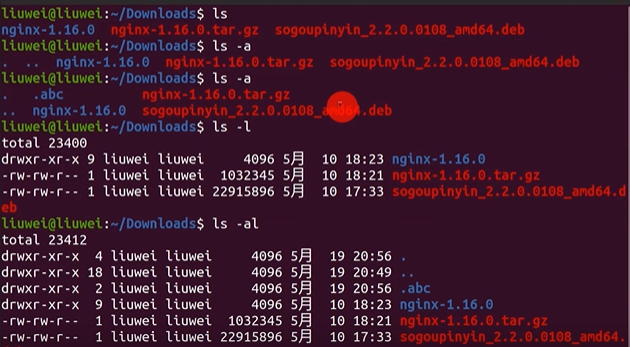 liuwei@liuwei:~/Downloads$ ls
nginx-1.16.0  nginx-1.16.0.tar.gz  sogoupinyin_2.2.0.0108_amd64.deb
liuwei@liuwei:~/Downloads$ ls -a
.  ..  nginx-1.16.0  nginx-1.16.0.tar.gz  sogoupinyin_2.2.0.0108_amd64.deb
liuwei@liuwei:~/Downloads$ ls -a
.   .abc          nginx-1.16.0.tar.gz
..  nginx-1.16.0  sogoupinyin_2.2.0.0108_amd64.deb
liuwei@liuwei:~/Downloads$ ls -l
total 23400
drwxr-xr-x 9 liuwei liuwei     4096 5月  10 18:23 nginx-1.16.0
-rw-rw-r-- 1 liuwei liuwei  1032345 5月  10 18:21 nginx-1.16.0.tar.gz
-rw-rw-r-- 1 liuwei liuwei 22915896 5月  10 17:33 sogoupinyin_2.2.0.0108_amd64.d
eb
liuwei@liuwei:~/Downloads$ ls -al
total 23412
drwxr-xr-x  4 liuwei liuwei     4096 5月  19 20:56 .
drwxr-xr-x 18 liuwei liuwei     4096 5月  19 20:49 ..
drwxr-xr-x  2 liuwei liuwei     4096 5月  19 20:56 .abc
drwxr-xr-x  9 liuwei liuwei     4096 5月  10 18:23 nginx-1.16.0
-rw-rw-r--  1 liuwei liuwei  1032345 5月  10 18:21 nginx-1.16.0.tar.gz
-rw-rw-r--  1 liuwei liuwei 22915896 5月  10 17:33 sogoupinyin_2.2.0.0108_amd64.